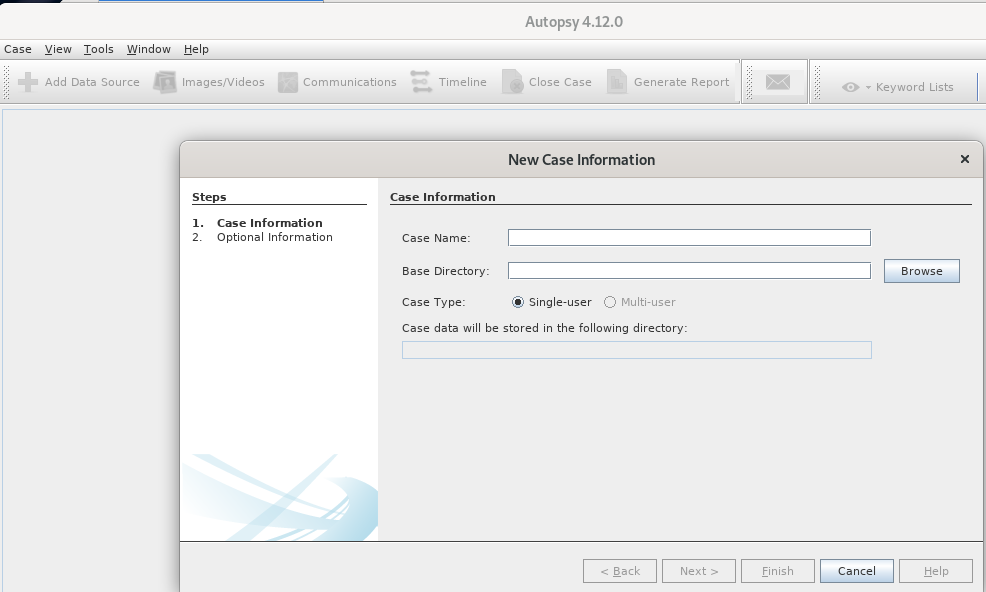 Autopsy 4.12.0
Case View Tools Window Help
Add Data Source Images/Videos Communications Timeline Close Case Generate Report Keyword Lists
New Case Information
Steps
1. Case Information
2. Optional Information
Case Information
Case Name:
Base Directory: Browse
Case Type: Single-user Multi-user
Case data will be stored in the following directory:
< Back Next > Finish Cancel Help